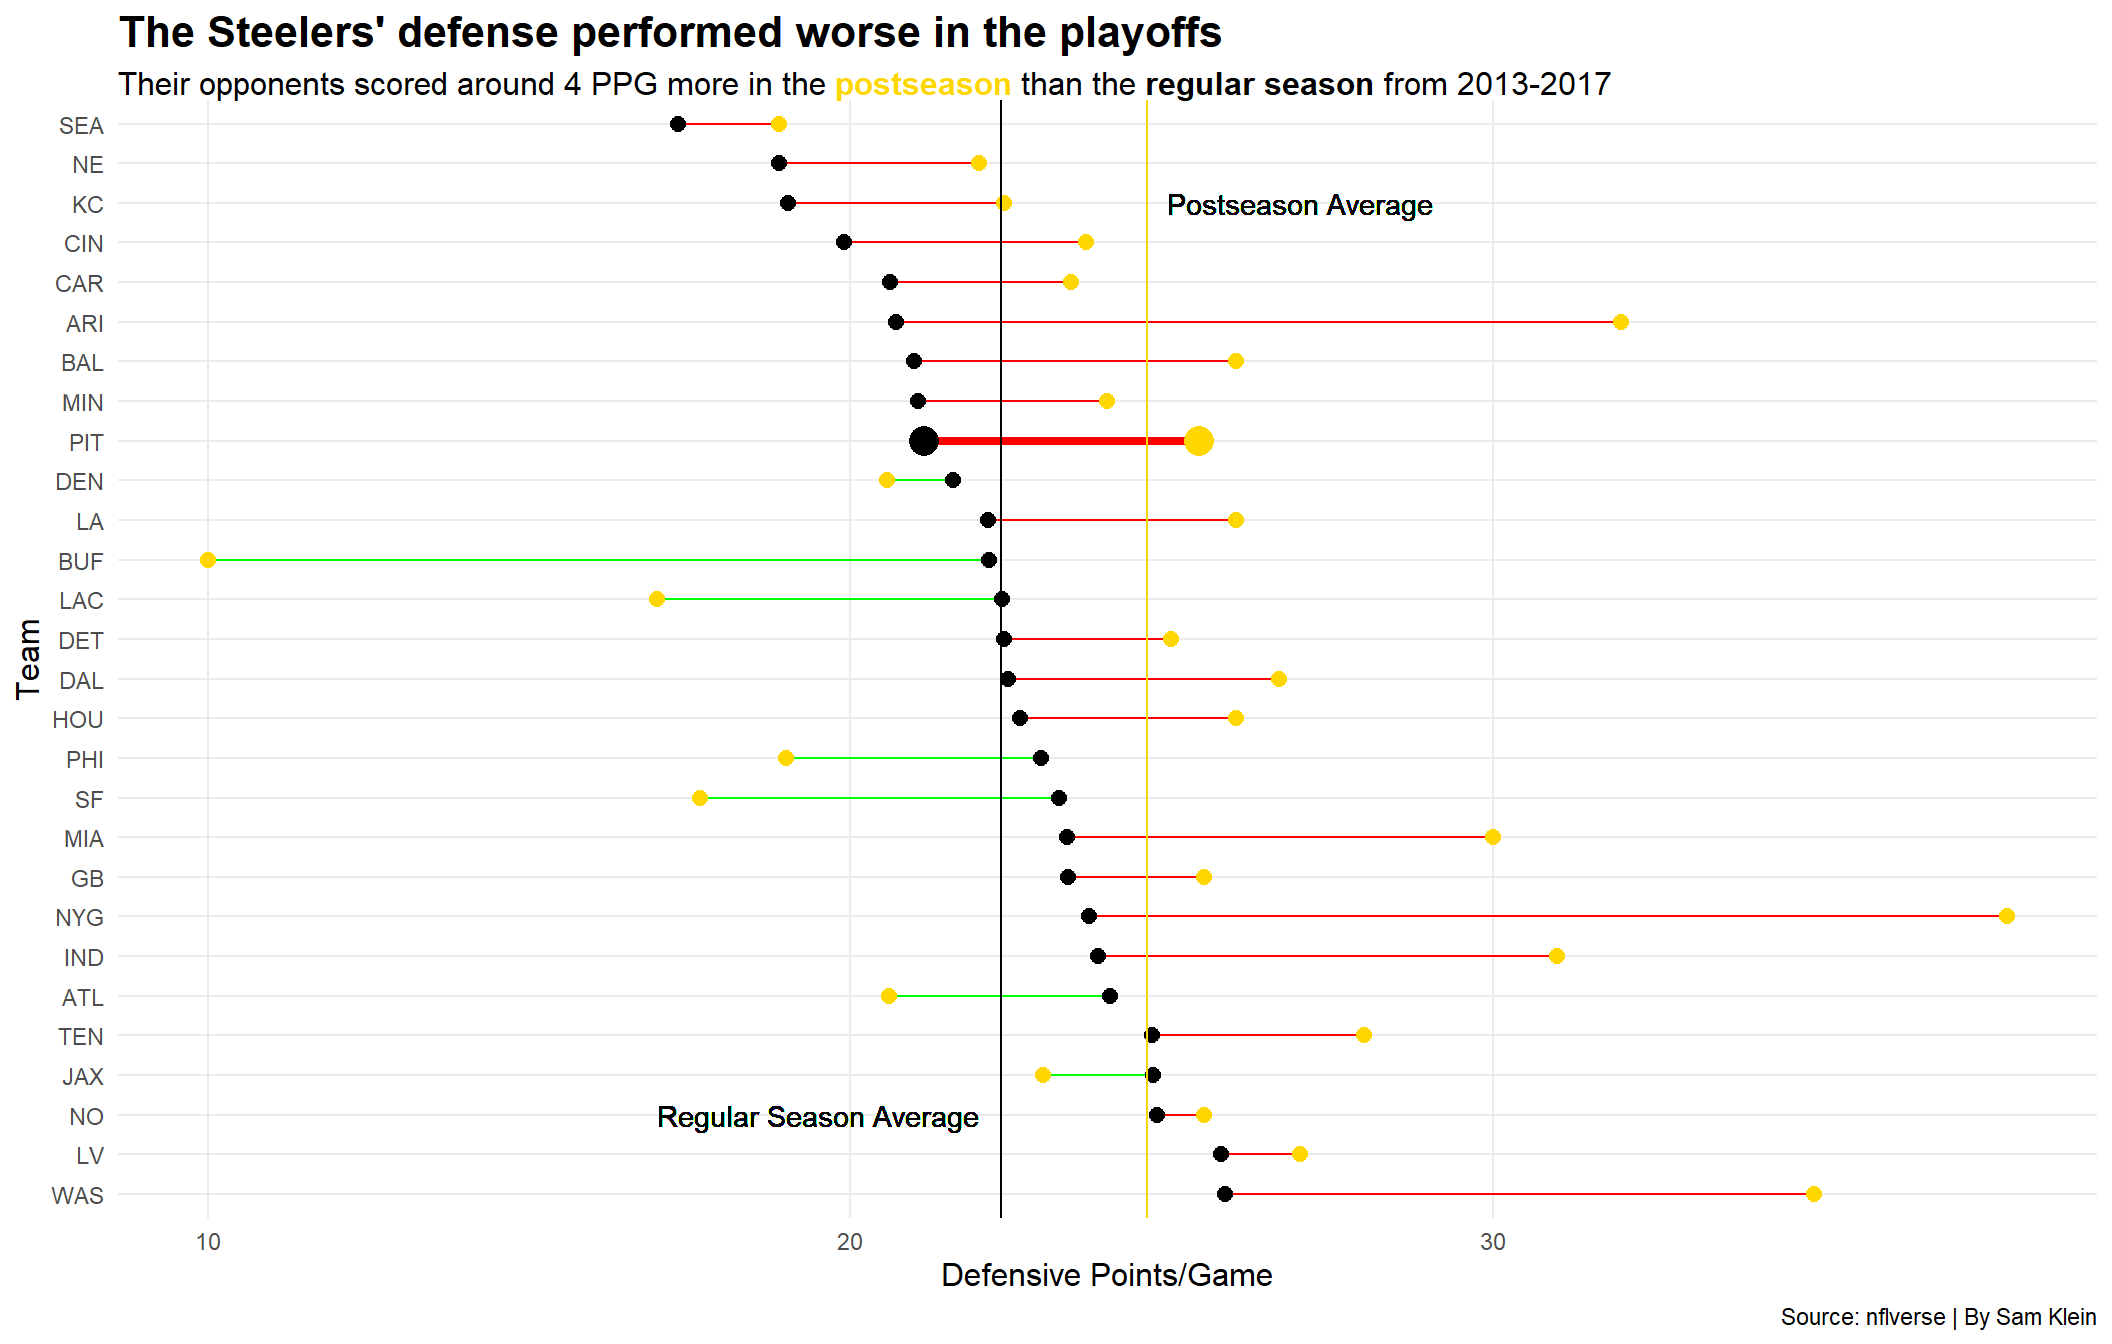 The Steelers' defense performed worse in the playoffs
Their opponents scored around 4 PPG more in the postseason than the regular season from 2013-2017
SEA
NE
KC
Postseason Average
CIN
CAR
ARI
BAL
MIN
PIT
DEN
LA
BUF
LAC
DET
DAL
HOU
PHI
SF
MIA
GB
NYG
IND
ATL
TEN
JAX
NO
Regular Season Average
LV
WAS
Team
10
20
30
Defensive Points/Game
Source: nflverse | By Sam Klein